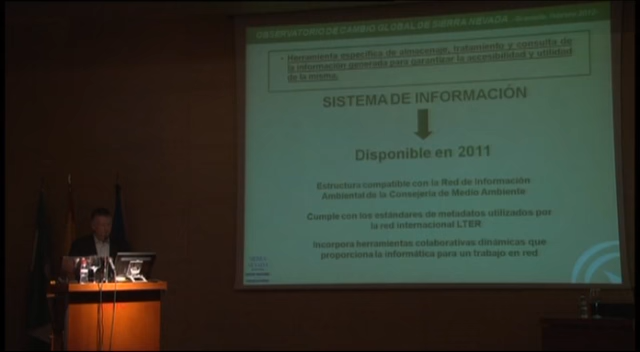 OBSERVATORIO DE CAMBIO GLOBAL DE SIERRA NEVADA
• Herramienta específica de almacenaje, tratamiento y consulta de
la información generada para garantizar la accesibilidad y utilidad
de la misma.
SISTEMA DE INFORMACIÓN
Disponible en 2011
Estructura compatible con la Red de Información
Ambiental de la Consejería de Medio Ambiente
Cumple con los estándares de metadatos utilizados por
la red internacional LTER
Incorpora herramientas colaborativas dinámicas que
proporciona la informática para un trabajo en red